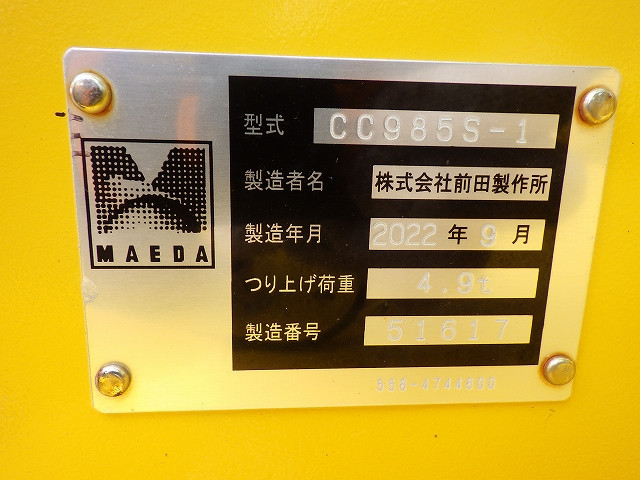 型式 CC985S-1
製造者名 株式会社前田製作所
製造年月 2022年9月
つり上げ荷重 4.9t
製造番号 51617
MAEDA